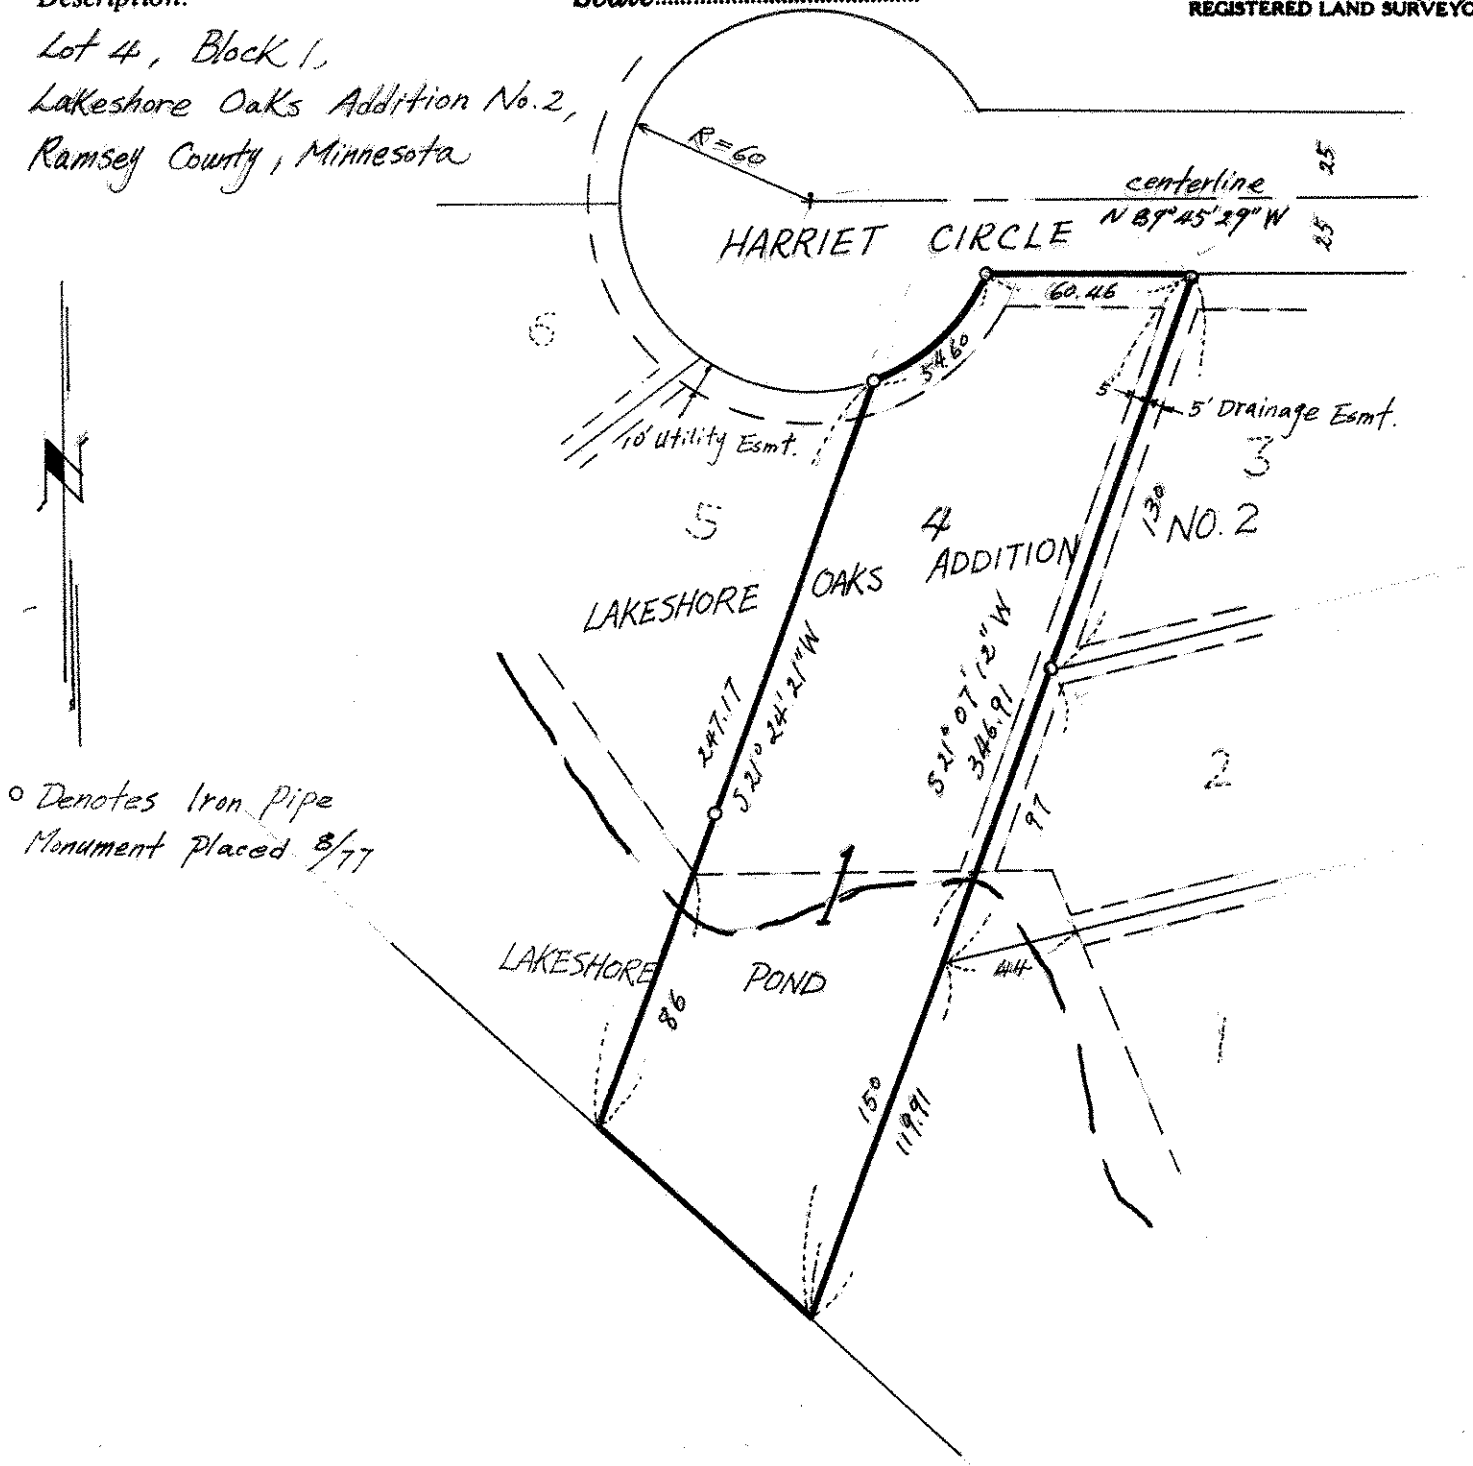 Description:
Scale
REGISTERED LAND SURVEYO
Lot 4, Block 1,
Lakeshore Oaks Addition No. 2,
Ramsey County, Minnesota
R=60
25
centerline
N 89°45'29" W
25
HARRIET CIRCLE
60.46
6
54.60
5
5' Drainage Esmt.
10' Utility Esmt.
3
5
4
130
NO. 2
LAKESHORE OAKS ADDITION
247.17
S 21° 24' 21" W
S 21° 07' 12" W
346.91
2
97
° Denotes Iron Pipe
Monument Placed 8/77
1
LAKESHORE POND
44
86
1
150
119.91